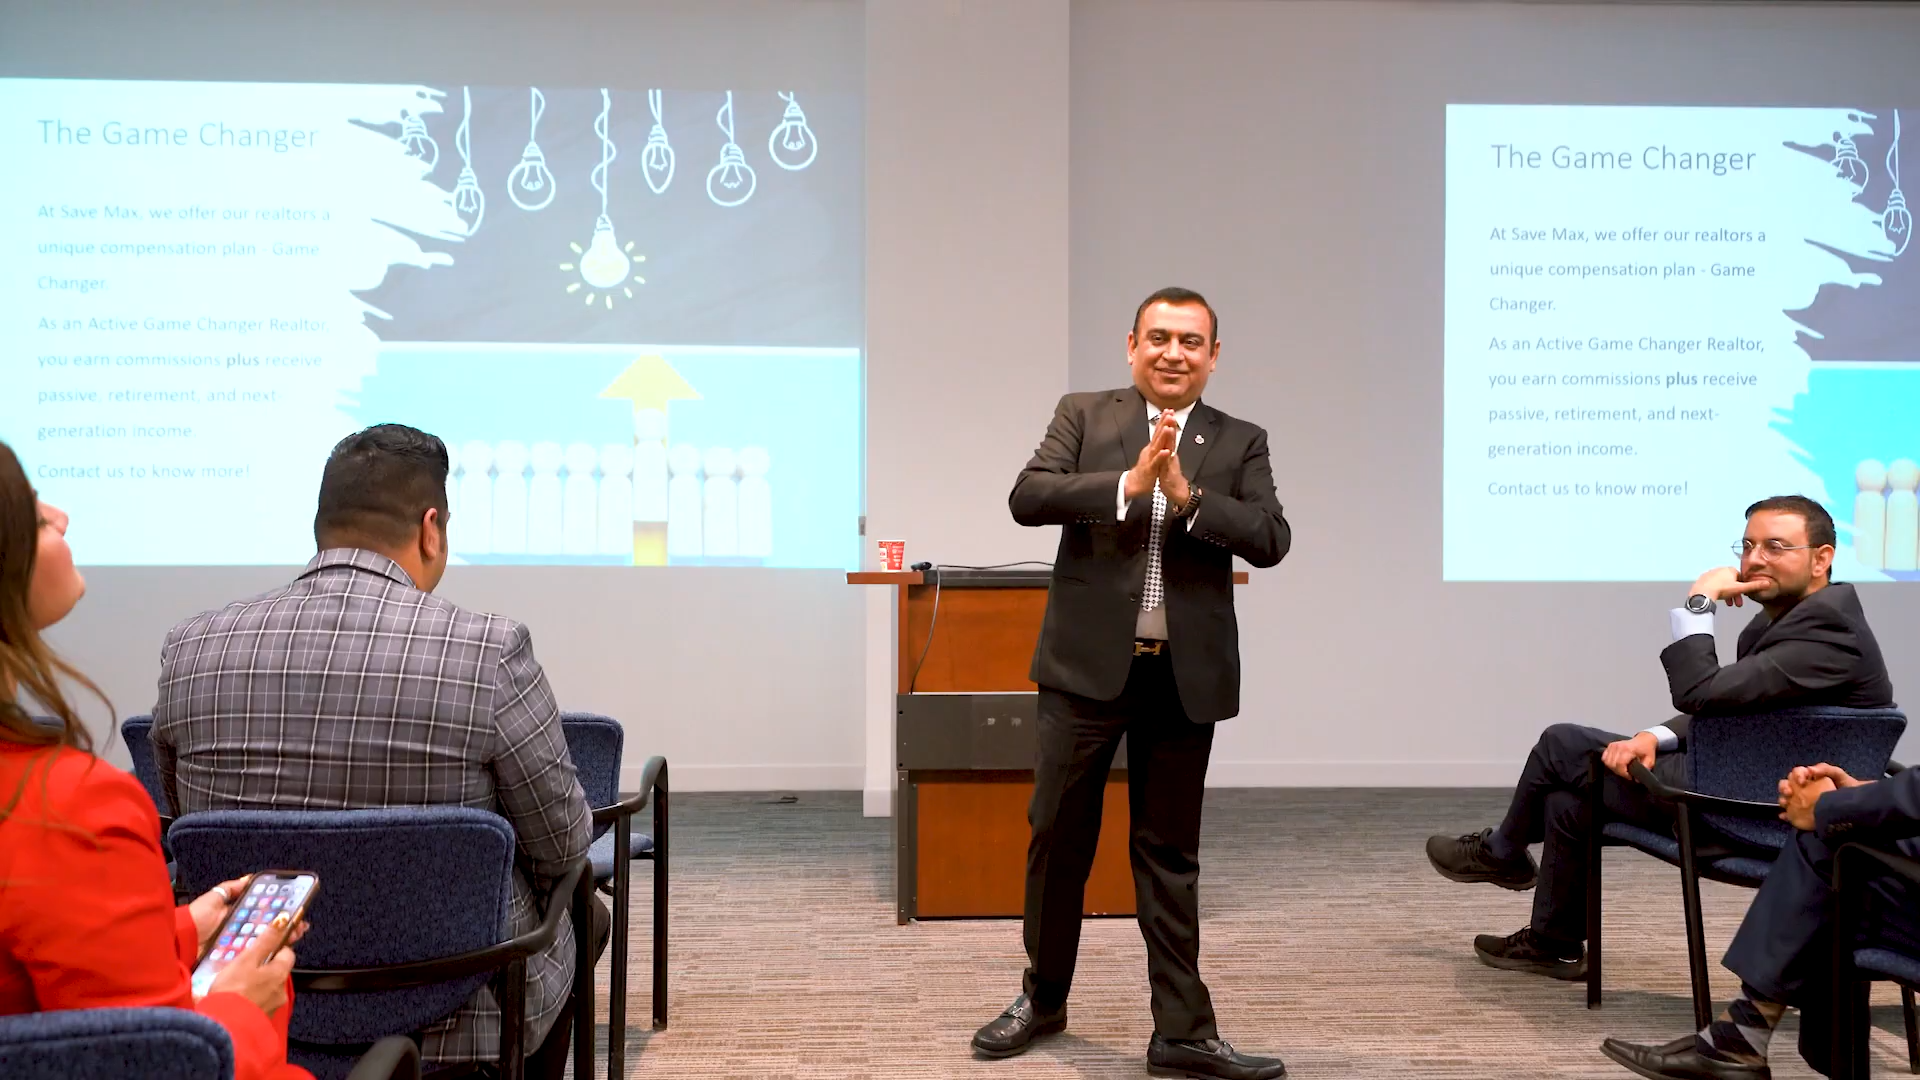 The Game Changer
At Save Max, we offer our realtors a
unique compensation plan - Game
Changer.
As an Active Game Changer Realtor,
you earn commissions plus receive
passive, retirement, and next-
generation income.
Contact us to know more!
The Game Changer
At Save Max, we offer our realtors a
unique compensation plan - Game
Changer.
As an Active Game Changer Realtor,
you earn commissions plus receive
passive, retirement, and next-
generation income.
Contact us to know more!